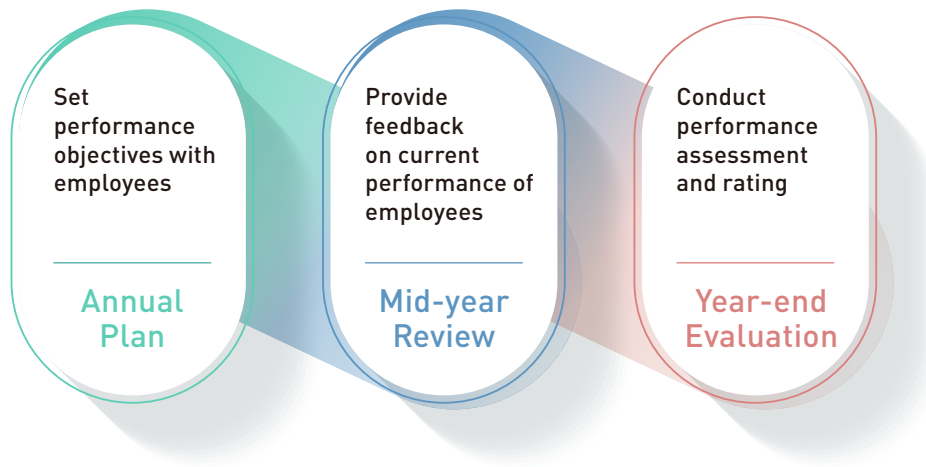 Set
performance
objectives with
employees
Annual
Plan
Provide
feedback
on current
performance of
employees
Mid-year
Review
Conduct
performance
assessment
and rating
Year-end
Evaluation